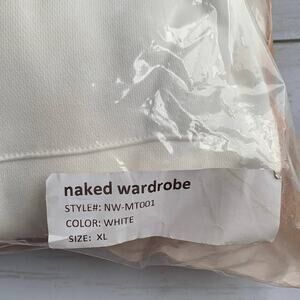 naked wardrobe
STYLE#: NW-MT001
COLOR: WHITE
SIZE: XL